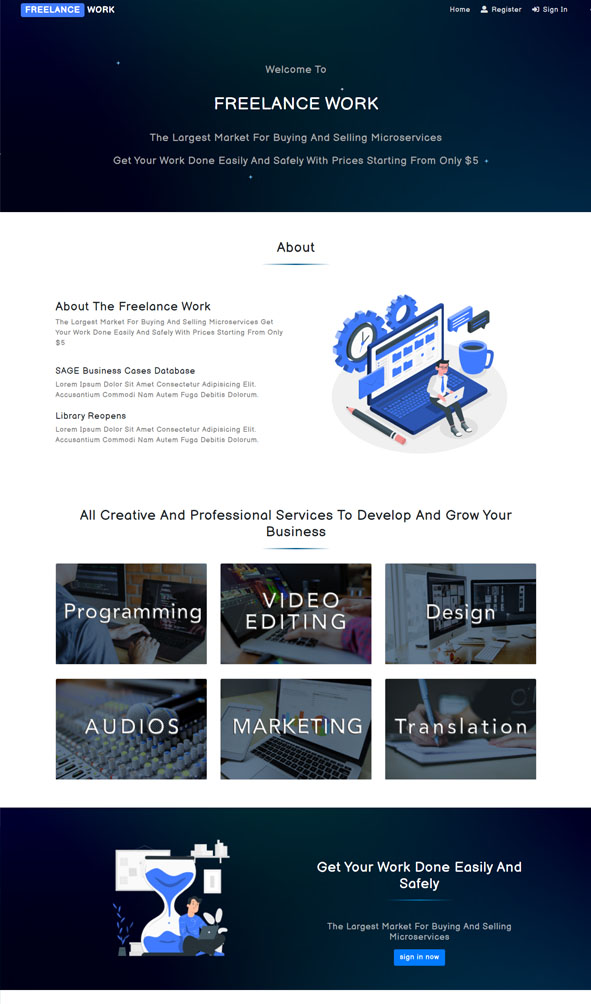 FREELANCE WORK
Home Register Sign In
Welcome To
FREELANCE WORK
The Largest Market For Buying And Selling Microservices
Get Your Work Done Easily And Safely With Prices Starting From Only $5
About
About The Freelance Work
The Largest Market For Buying And Selling Microservices Get
Your Work Done Easily And Safely With Prices Starting From Only
$5
SAGE Business Cases Database
Lorem Ipsum Dolor Sit Amet Consectetur Adipisicing Elit.
Accusantium Commodi Nam Autem Fuga Debitis Dolorum.
Library Reopens
Lorem Ipsum Dolor Sit Amet Consectetur Adipisicing Elit.
Accusantium Commodi Nam Autem Fuga Debitis Dolorum.
All Creative And Professional Services To Develop And Grow Your
Business
Programming
VIDEO
EDITING
Design
AUDIOS
MARKETING
Translation
Get Your Work Done Easily And
Safely
The Largest Market For Buying And Selling
Microservices
sign in now